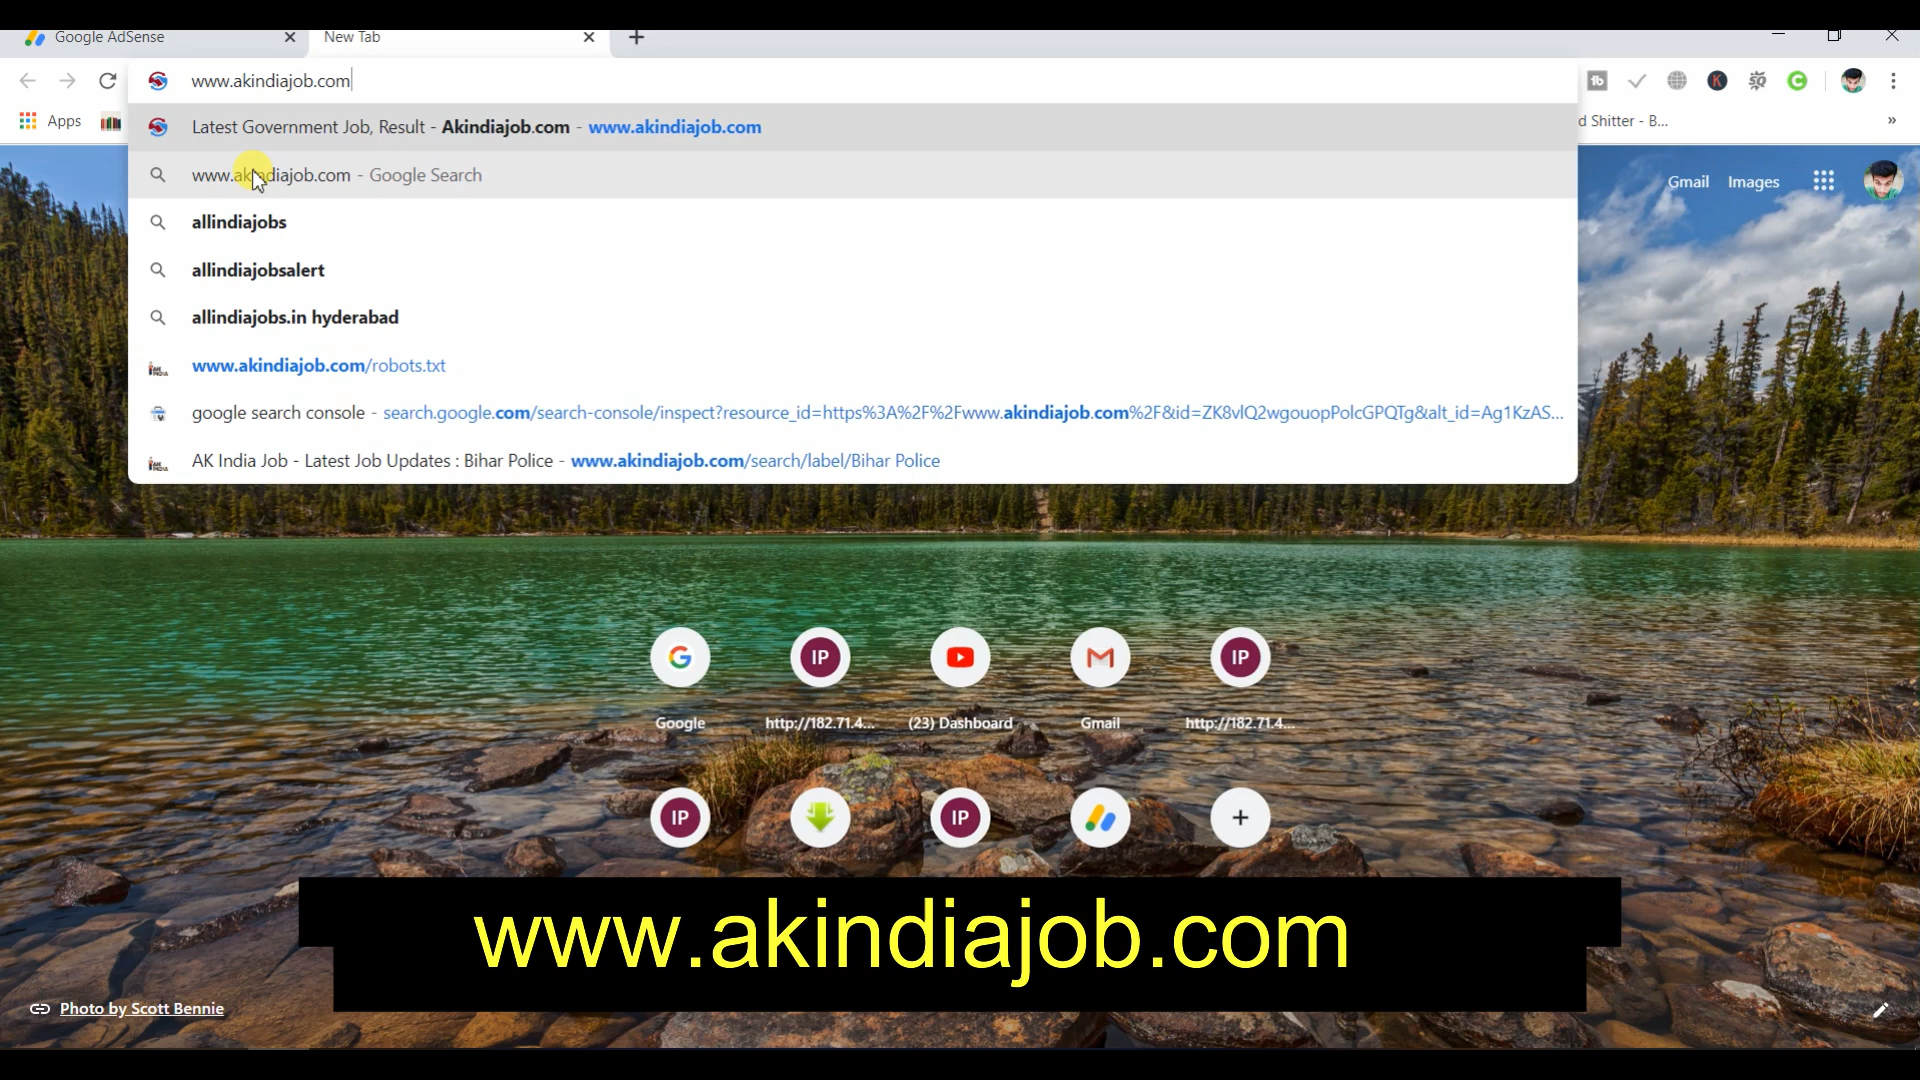 Google AdSense
New Tab
www.akindiajob.com
Apps
d Shitter - B...
»
Latest Government Job, Result - Akindiajob.com - www.akindiajob.com
www.akindiajob.com - Google Search
allindiajobs
allindiajobsalert
allindiajobs.in hyderabad
www.akindiajob.com/robots.txt
google search console - search.google.com/search-console/inspect?resource_id=https%3A%2F%2Fwww.akindiajob.com%2F&id=ZK8vlQ2wgouopPolcGPQTg&alt_id=Ag1KzAS...
AK India Job - Latest Job Updates : Bihar Police - www.akindiajob.com/search/label/Bihar Police
Gmail Images
IP IP
Google http://182.71.4... (23) Dashboard Gmail http://182.71.4...
IP IP
www.akindiajob.com
Photo by Scott Bennie